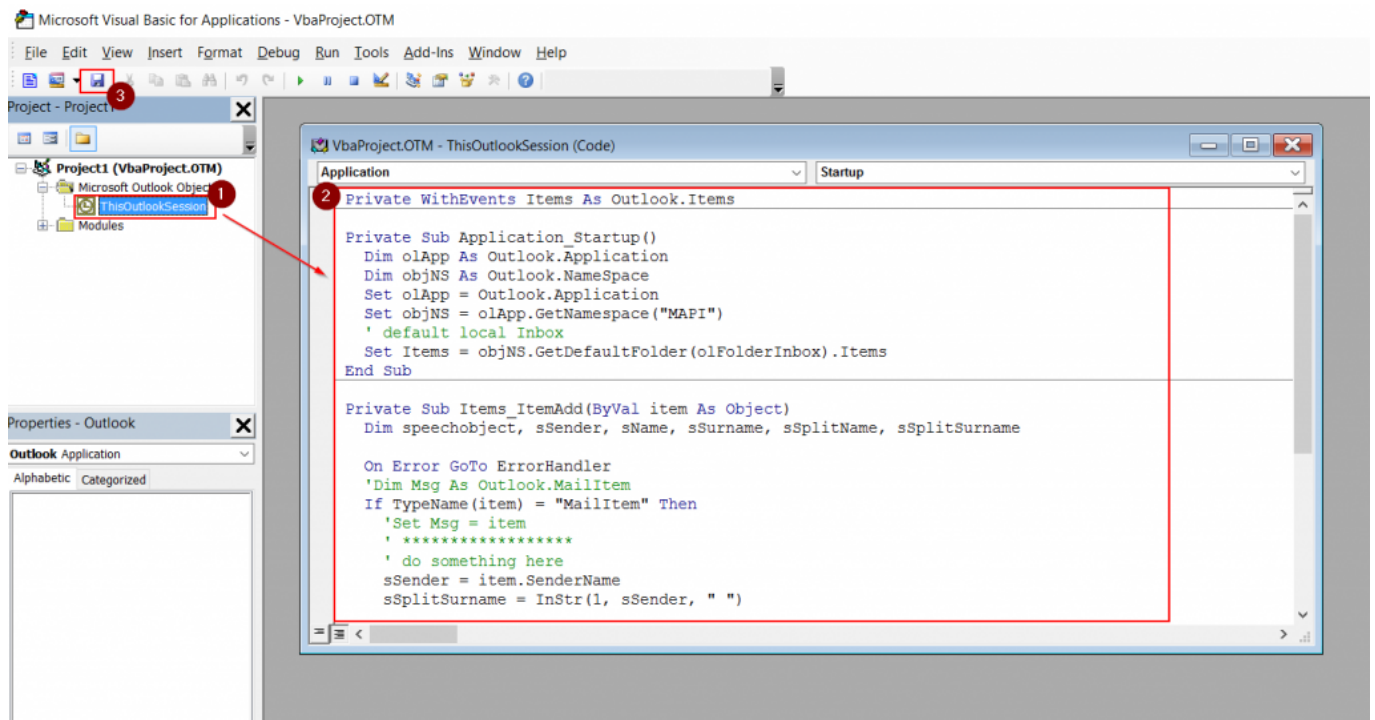 Microsoft Visual Basic for Applications - VbaProject.OTM
File Edit View Insert Format Debug Run Tools Add-Ins Window Help
3
Project - Project1
Project1 (VbaProject.OTM)
Microsoft Outlook Object
1
ThisOutlookSession
Modules
Properties - Outlook
Outlook Application
Alphabetic Categorized
VbaProject.OTM - ThisOutlookSession (Code)
Application Startup
2
Private WithEvents Items As Outlook.Items
Private Sub Application_Startup()
Dim olApp As Outlook.Application
Dim objNS As Outlook.NameSpace
Set olApp = Outlook.Application
Set objNS = olApp.GetNamespace("MAPI")
' default local Inbox
Set Items = objNS.GetDefaultFolder(olFolderInbox).Items
End Sub
Private Sub Items_ItemAdd(ByVal item As Object)
Dim speechobject, sSender, sName, sSurname, sSplitName, sSplitSurname
On Error GoTo ErrorHandler
'Dim Msg As Outlook.MailItem
If TypeName(item) = "MailItem" Then
'Set Msg = item
' ******************
' do something here
sSender = item.SenderName
sSplitSurname = InStr(1, sSender, " ")